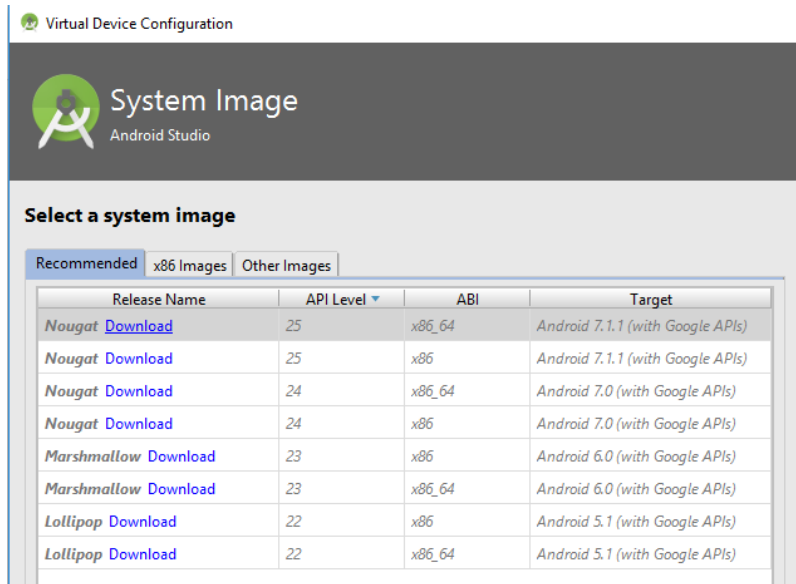 Virtual Device Configuration
System Image
Android Studio
Select a system image
Recommended x86 Images Other Images
Release Name API Level ABI Target
Nougat Download 25 x86_64 Android 7.1.1 (with Google APIs)
Nougat Download 25 x86 Android 7.1.1 (with Google APIs)
Nougat Download 24 x86_64 Android 7.0 (with Google APIs)
Nougat Download 24 x86 Android 7.0 (with Google APIs)
Marshmallow Download 23 x86 Android 6.0 (with Google APIs)
Marshmallow Download 23 x86_64 Android 6.0 (with Google APIs)
Lollipop Download 22 x86 Android 5.1 (with Google APIs)
Lollipop Download 22 x86_64 Android 5.1 (with Google APIs)